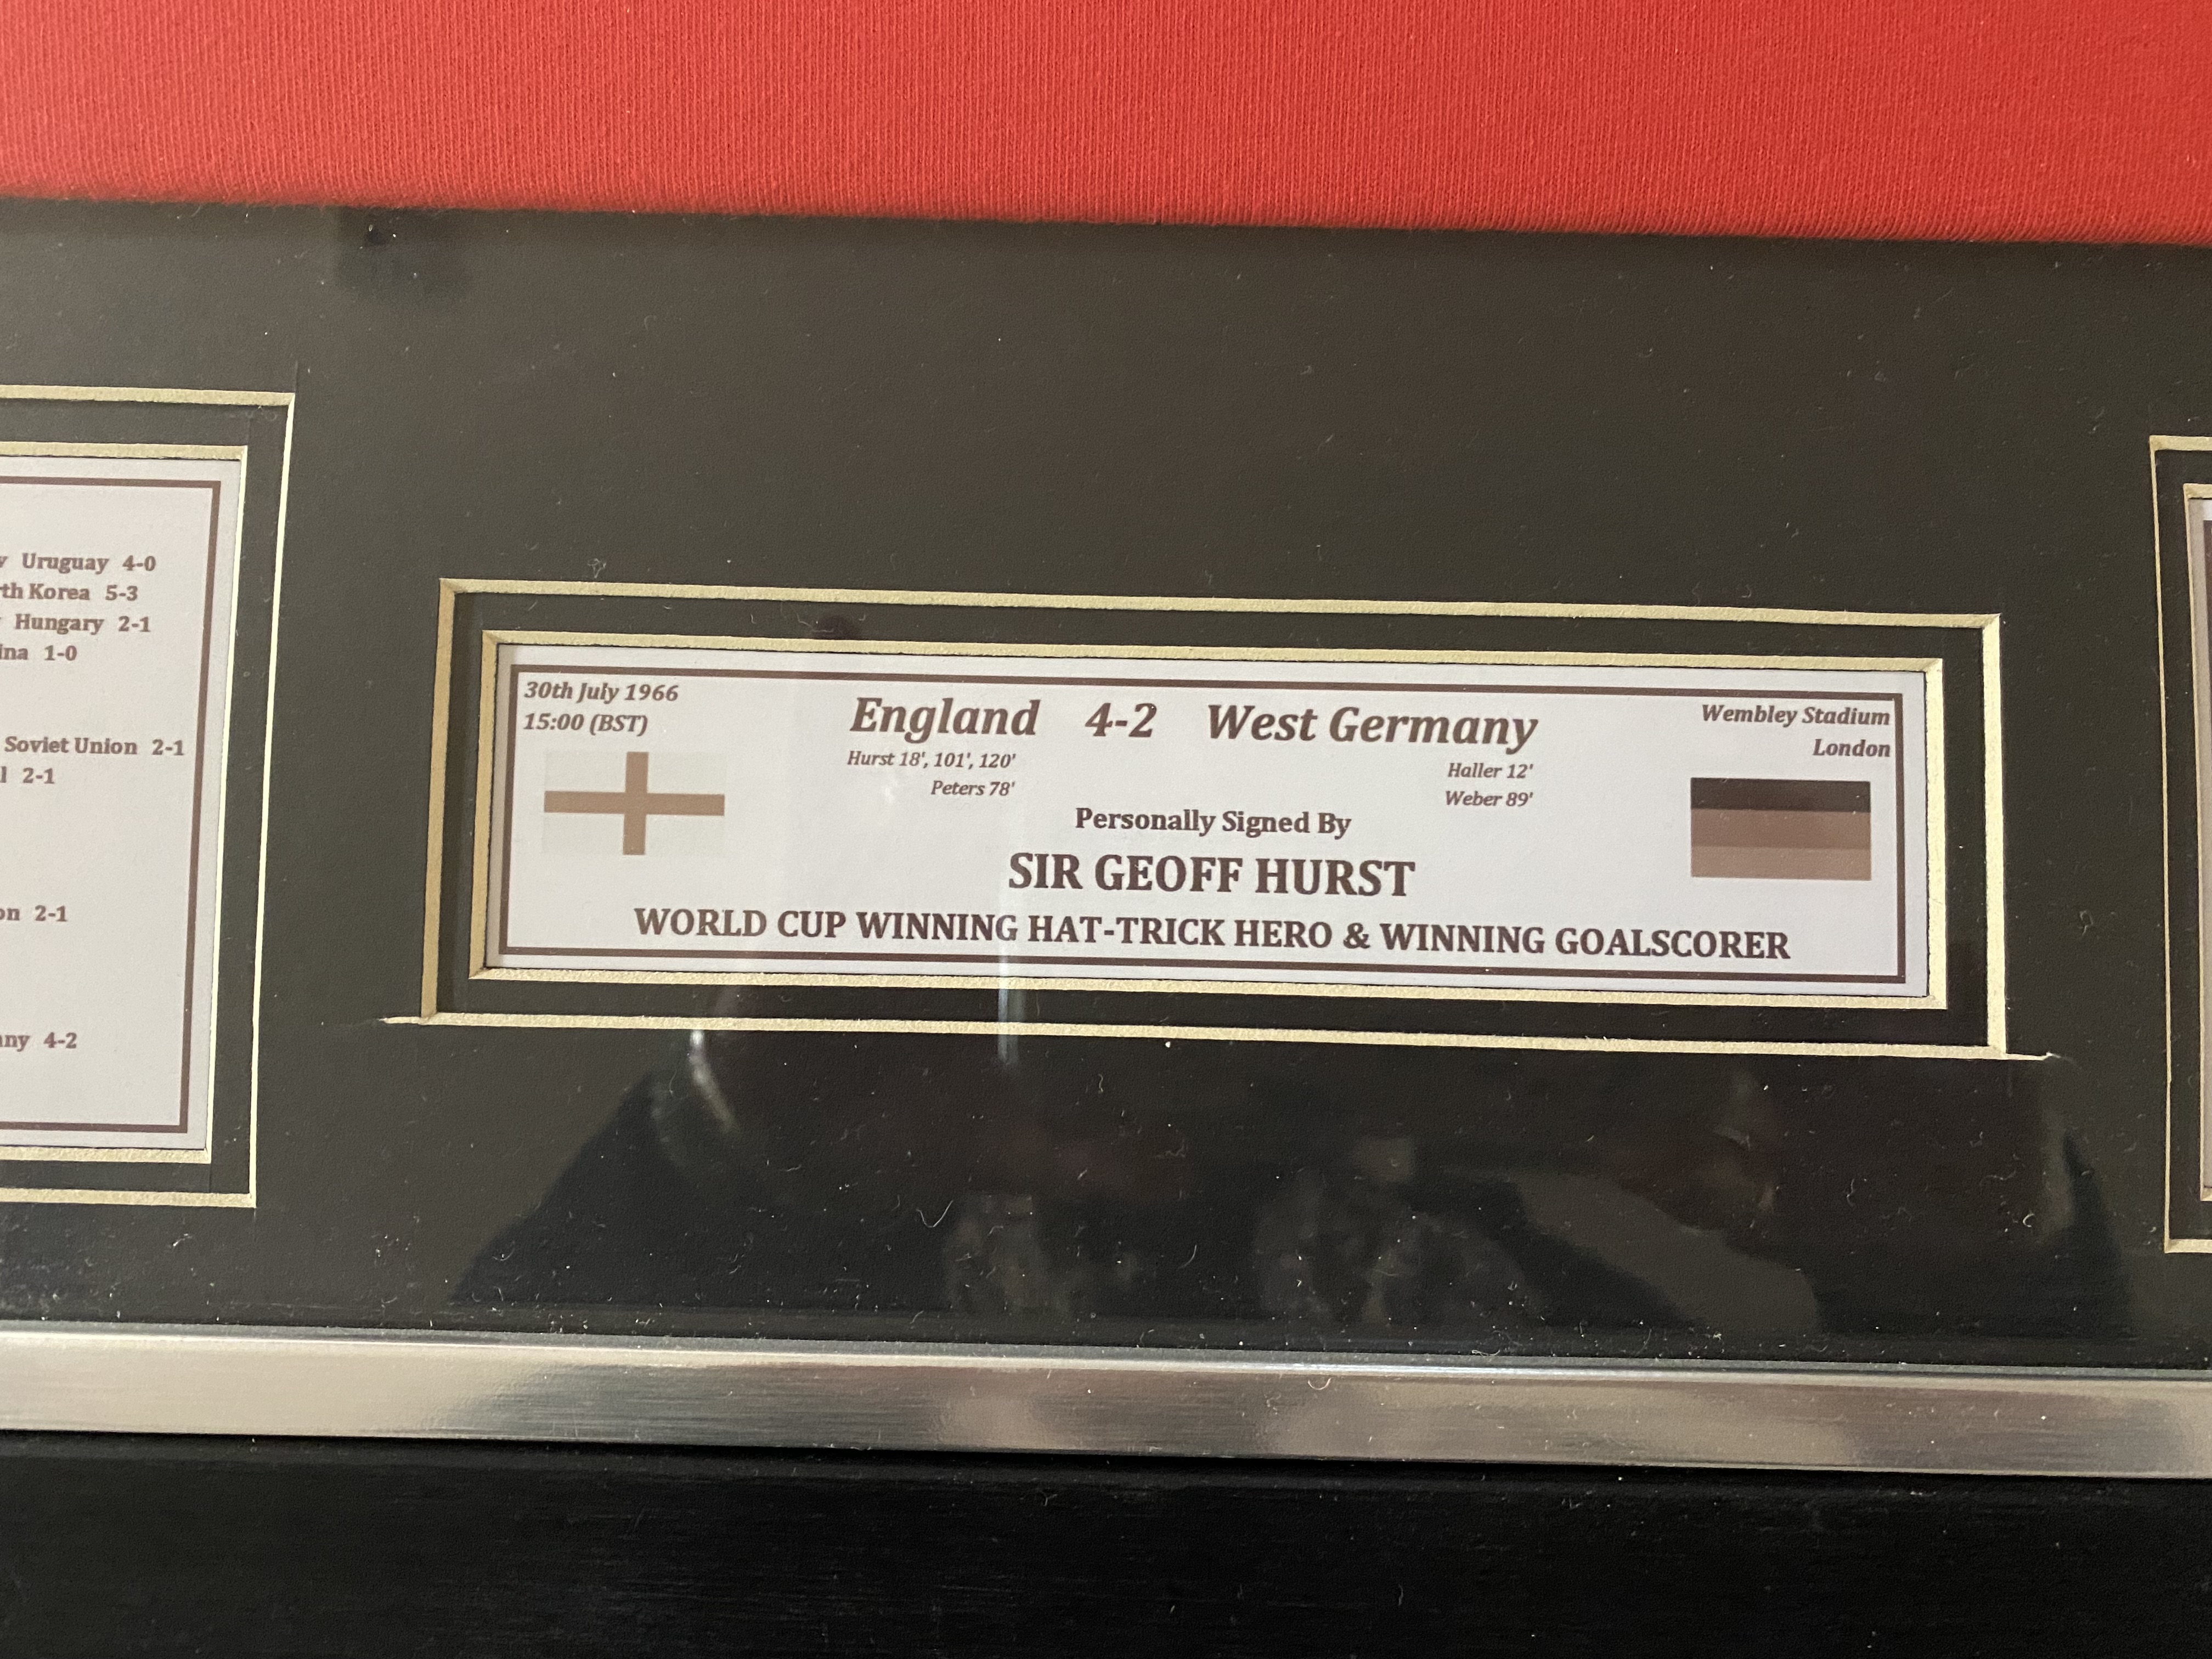 Uruguay 4-0
Korea 5-3
Hungary 2-1
1-0
Soviet Union 2-1
2-1
2-1
4-2
30th July 1966
15:00 (BST)
England 4-2 West Germany
Hurst 18', 101', 120'
Peters 78'
Haller 12'
Weber 89'
Wembley Stadium
London
Personally Signed By
SIR GEOFF HURST
WORLD CUP WINNING HAT-TRICK HERO & WINNING GOALSCORER